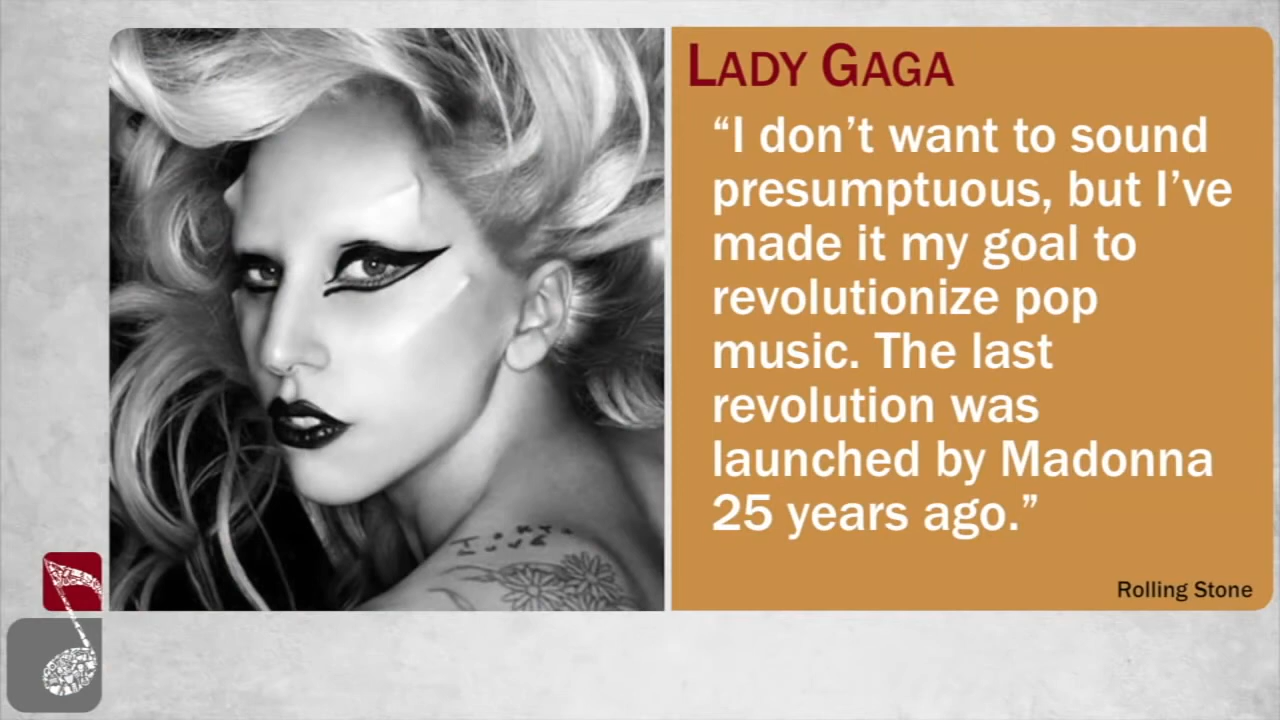 LADY GAGA
“I don’t want to sound
presumptuous, but I’ve
made it my goal to
revolutionize pop
music. The last
revolution was
launched by Madonna
25 years ago.”
Rolling Stone